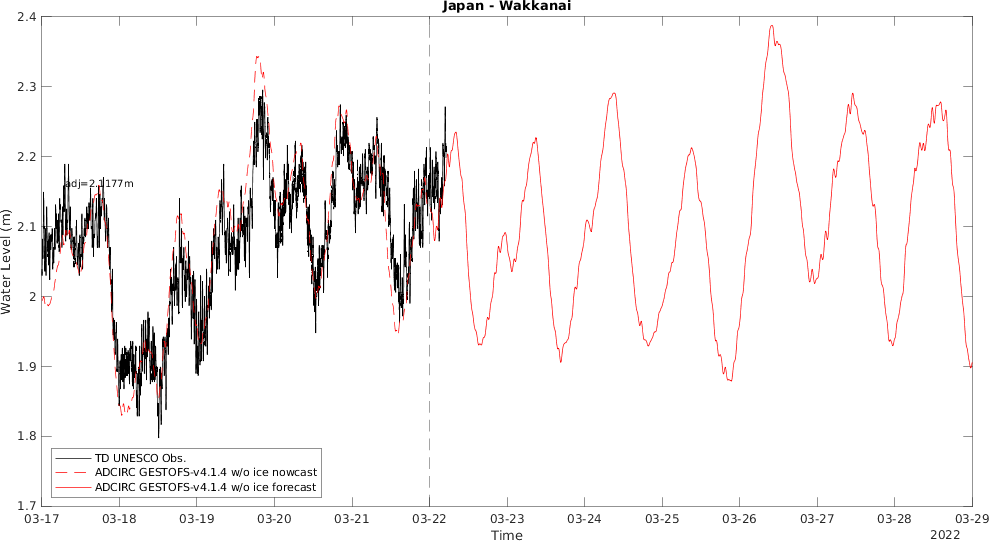 Japan - Wakkanai
2.4
2.3
2.2
2.1
2
1.9
1.8
1.7
Water Level (m)
adj=2.1177m
TD UNESCO Obs.
ADCIRC GESTOFS-v4.1.4 w/o ice nowcast
ADCIRC GESTOFS-v4.1.4 w/o ice forecast
03-17 03-18 03-19 03-20 03-21 03-22 03-23 03-24 03-25 03-26 03-27 03-28 03-29
Time
2022